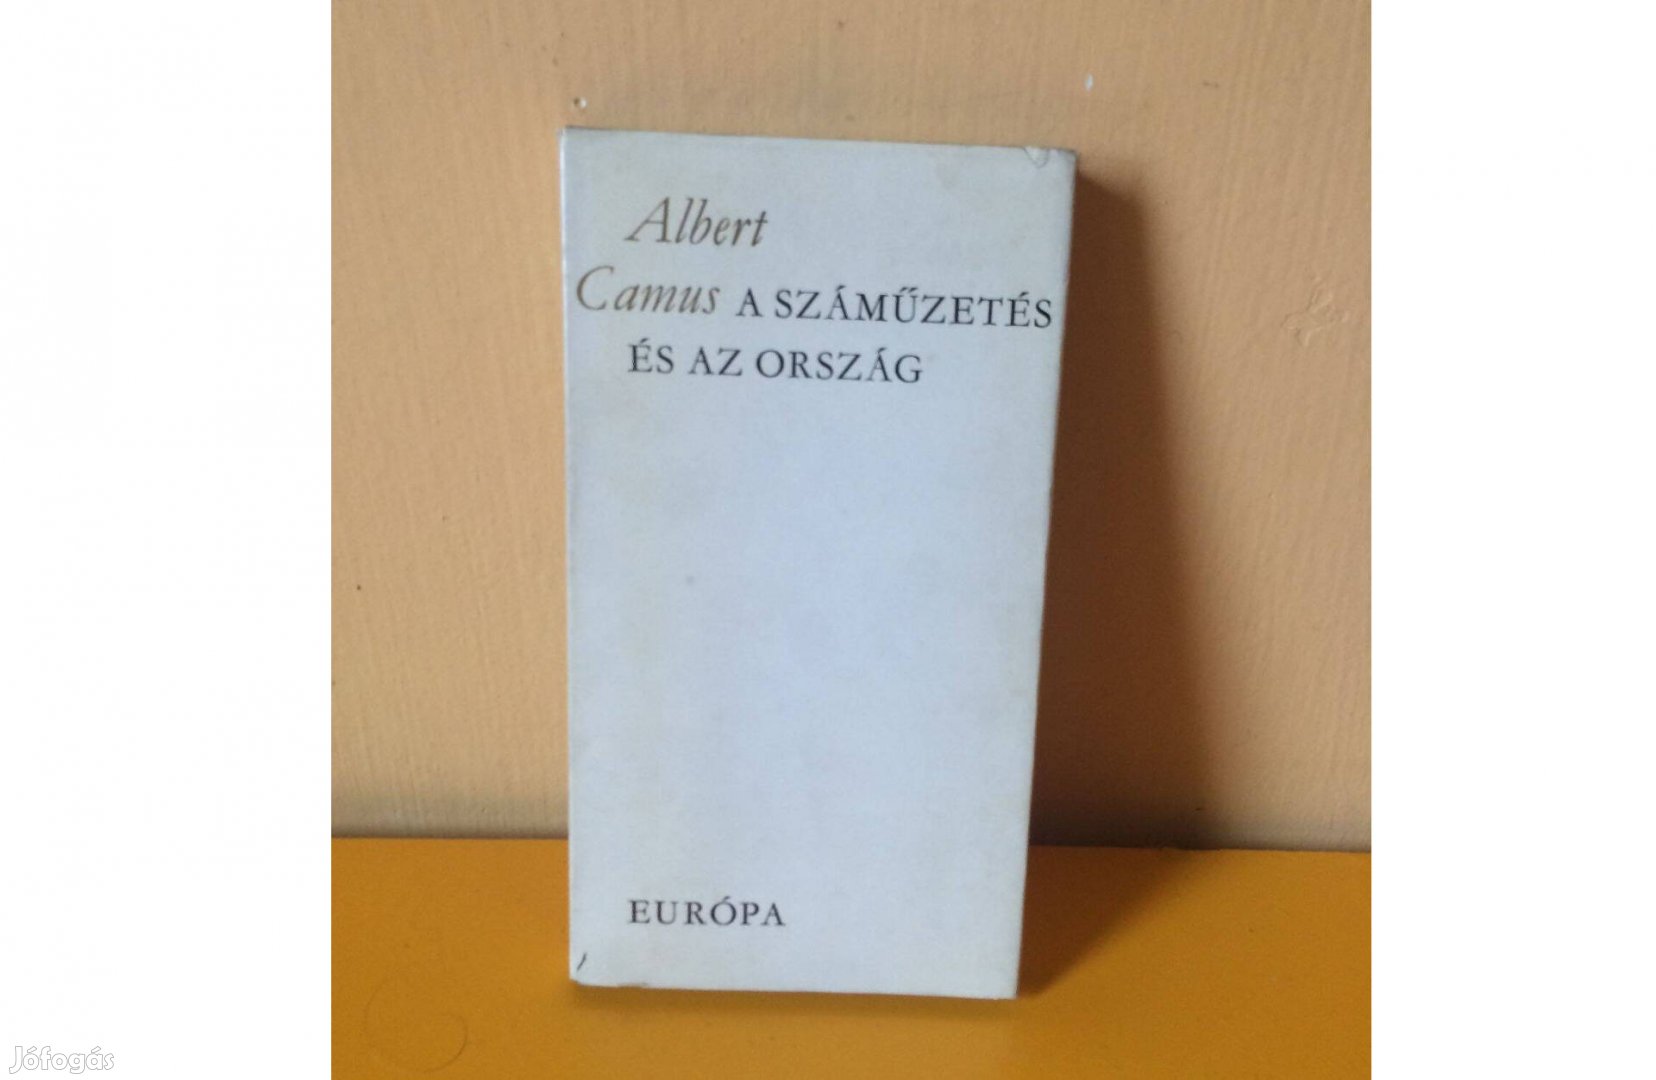 Albert
Camus A SZÁMŰZETÉS
ÉS AZ ORSZÁG
EURÓPA
Jófogás